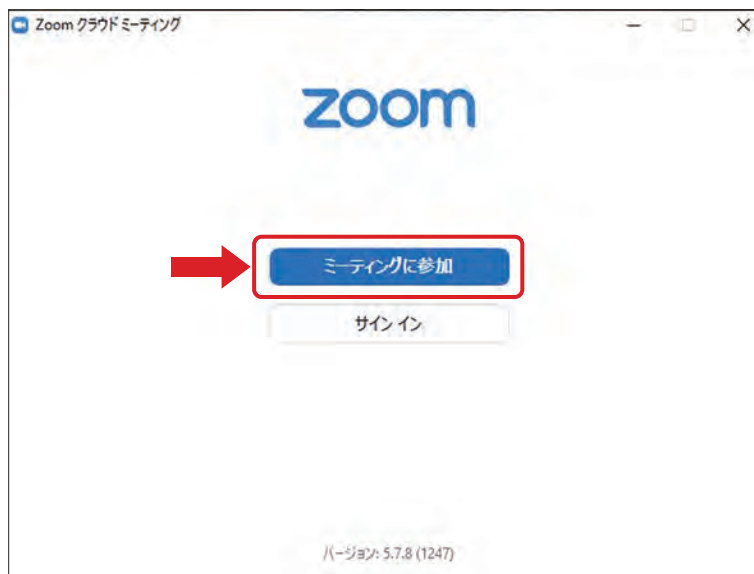 Zoom クラウド ミーティング
zoom
ミーティングに参加
サイン イン
バージョン: 5.7.8 (1247)